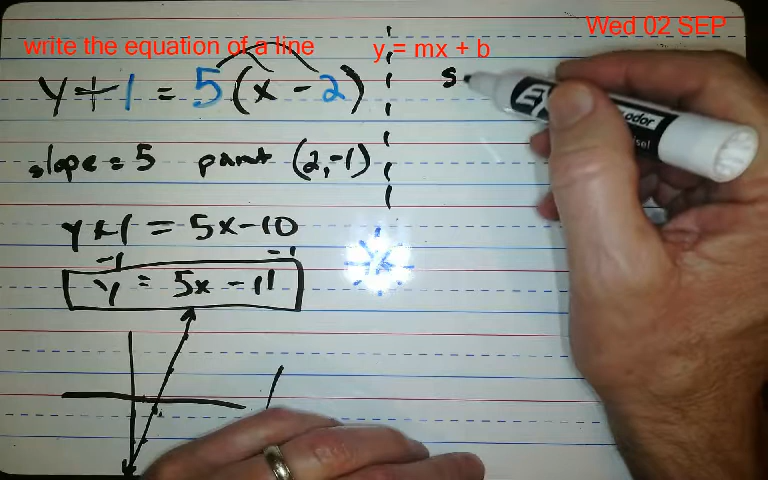 Wed 02 SEP
write the equation of a line
y = mx + b
y + 1 = 5 (x - 2)
s
slope = 5 point (2, -1)
y + 1 = 5x - 10
-1 -1
y = 5x - 11